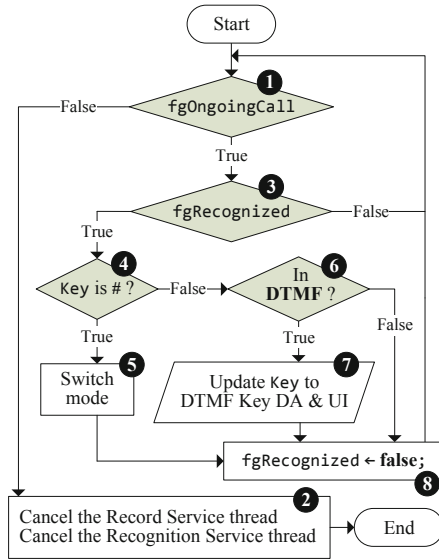 Start
1
fgOngoingCall
False
True
3
fgRecognized
True
False
4
Key is # ?
False
6
In
DTMF ?
True
True
False
5
Switch
mode
7
Update Key to
DTMF Key DA & UI
fgRecognized ← false;
8
2
Cancel the Record Service thread
Cancel the Recognition Service thread
End